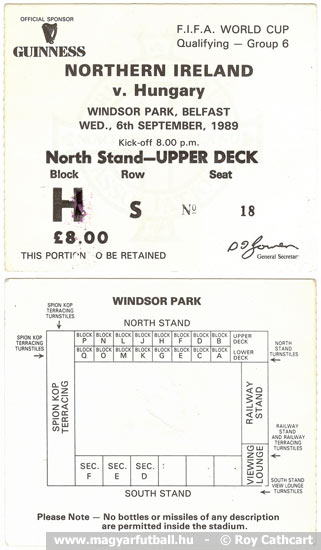 OFFICIAL SPONSOR
GUINNESS
F.I.F.A. WORLD CUP
Qualifying — Group 6
NORTHERN IRELAND
v. Hungary
WINDSOR PARK, BELFAST
WED., 6th SEPTEMBER, 1989
Kick-off 8.00 p.m.
North Stand—UPPER DECK
Block Row Seat
H S No 18
£8.00
THIS PORTION TO BE RETAINED
General Secretary
WINDSOR PARK
SPION KOP
TERRACING
TURNSTILES
NORTH STAND
SPION KOP
TERRACING
TURNSTILES
BLOCK P BLOCK N BLOCK L BLOCK J BLOCK H BLOCK F BLOCK D BLOCK B UPPER DECK
BLOCK Q BLOCK O BLOCK M BLOCK K BLOCK G BLOCK E BLOCK C BLOCK A LOWER DECK
NORTH
STAND
TURNSTILES
SPION KOP
TERRACING
RAILWAY
STAND
RAILWAY
STAND
AND RAILWAY
TERRACING
TURNSTILES
VIEWING
LOUNGE
SEC. F SEC. E SEC. D
SOUTH STAND
VIEW LOUNGE
TURNSTILES
SOUTH STAND
Please Note — No bottles or missiles of any description
are permitted inside the stadium.
www.magyarfutball.hu - © Roy Cathcart